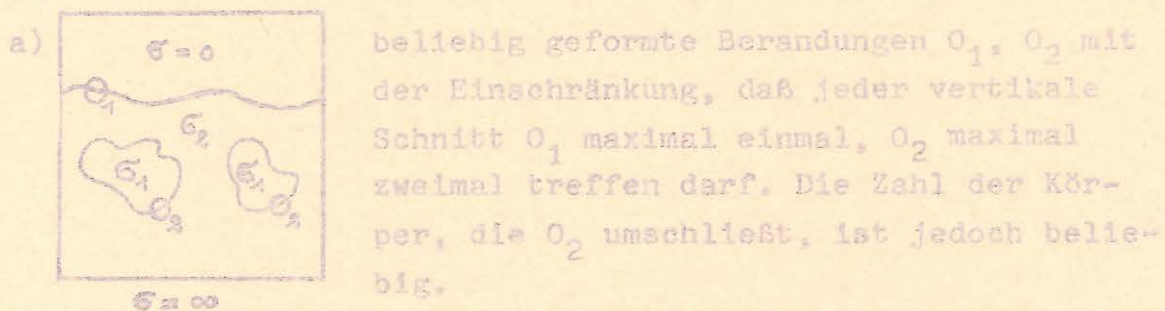 a)
σ = 0
O₁
σ₂
σ₁
σ₁
O₂
O₂
σ = ∞
beliebig geformte Berandungen O₁, O₂ mit
der Einschränkung, daß jeder vertikale
Schnitt O₁ maximal einmal, O₂ maximal
zweimal treffen darf. Die Zahl der Kör-
per, die O₂ umschließt, ist jedoch belie-
big.